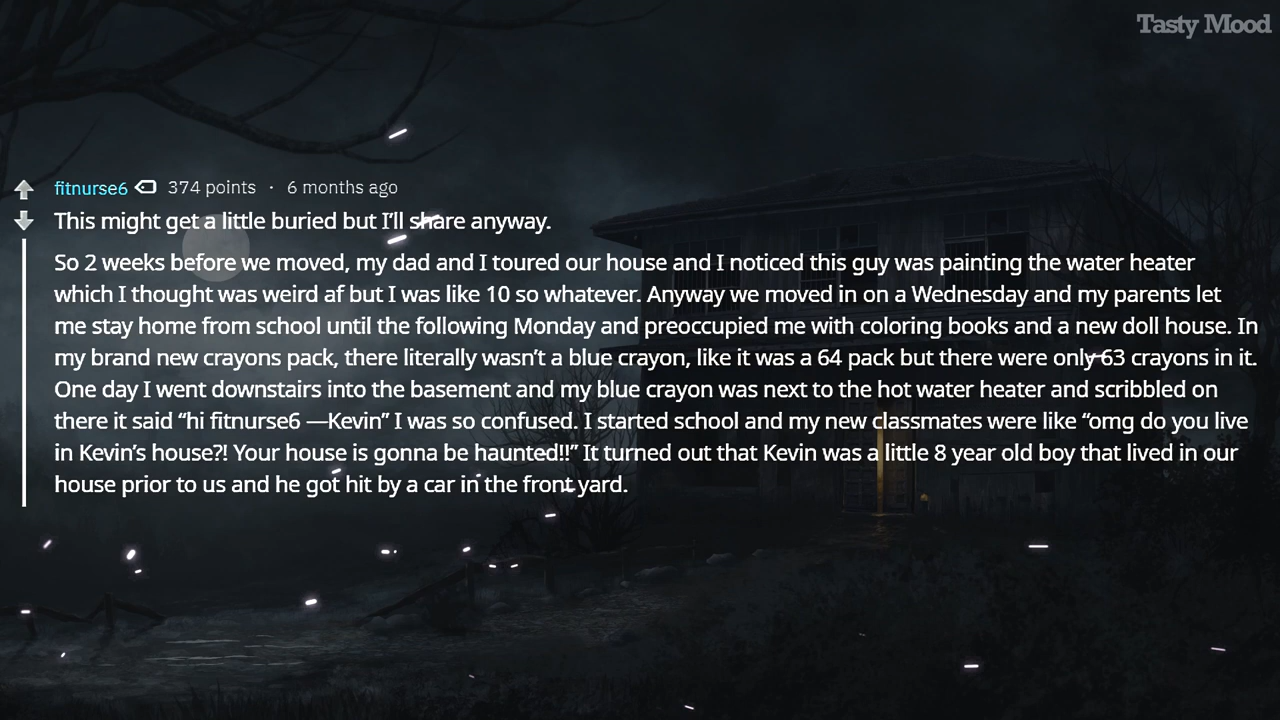 Tasty Mood
fitnurse6 374 points · 6 months ago
This might get a little buried but I'll share anyway.
So 2 weeks before we moved, my dad and I toured our house and I noticed this guy was painting the water heater
which I thought was weird af but I was like 10 so whatever. Anyway we moved in on a Wednesday and my parents let
me stay home from school until the following Monday and preoccupied me with coloring books and a new doll house. In
my brand new crayons pack, there literally wasn't a blue crayon, like it was a 64 pack but there were only 63 crayons in it.
One day I went downstairs into the basement and my blue crayon was next to the hot water heater and scribbled on
there it said “hi fitnurse6 —Kevin” I was so confused. I started school and my new classmates were like “omg do you live
in Kevin's house?! Your house is gonna be haunted!!” It turned out that Kevin was a little 8 year old boy that lived in our
house prior to us and he got hit by a car in the front yard.